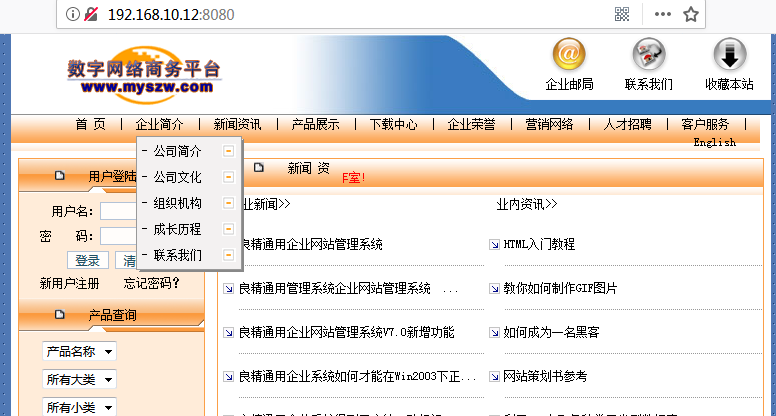 192.168.10.12:8080
数字网络商务平台
www.myszw.com
企业邮局 联系我们 收藏本站
首 页 | 企业简介 | 新闻资讯 | 产品展示 | 下载中心 | 企业荣誉 | 营销网络 | 人才招聘 | 客户服务 |
English
- 公司简介
- 公司文化
- 组织机构
- 成长历程
- 联系我们
用户登陆
用户名:
密 码:
登录 清
新用户注册 忘记密码?
产品查询
产品名称
所有大类
所有小类
新闻 资
室!
业新闻>>
良精通用企业网站管理系统
良精通用管理系统企业网站管理系统 ...
良精通用企业网站管理系统V7.0新增功能
良精通用企业系统如何才能在Win2003下正...
业内资讯>>
HTML入门教程
教你如何制作GIF图片
如何成为一名黑客
网站策划书参考